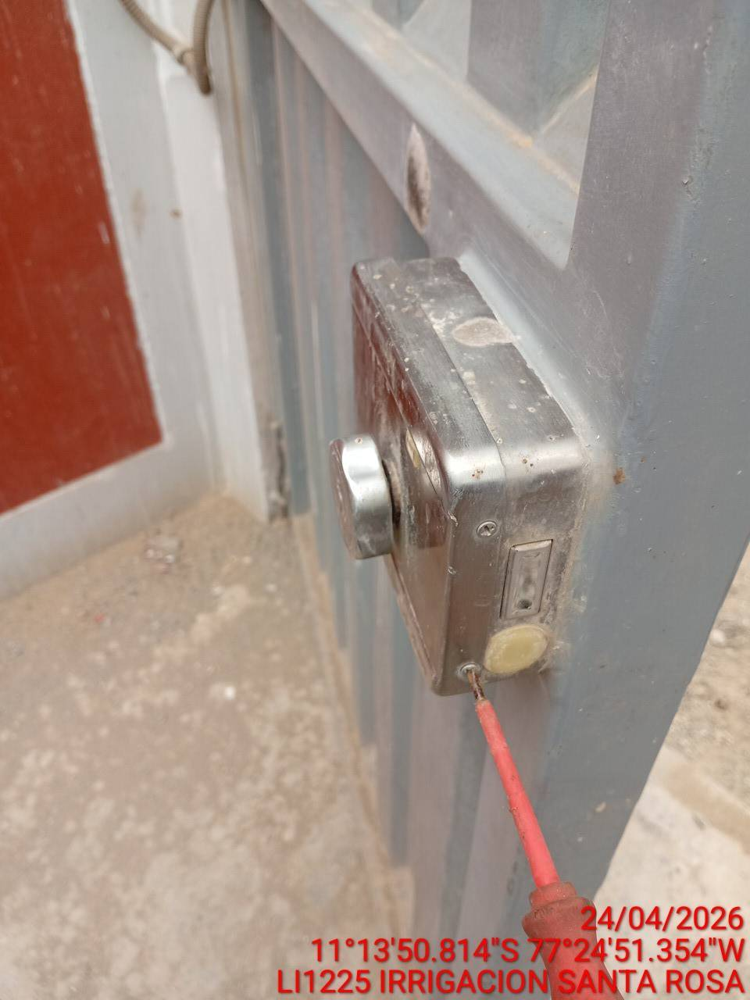 24/04/2026
11°13'50.814"S 77°24'51.354"W
LI1225 IRRIGACION SANTA ROSA